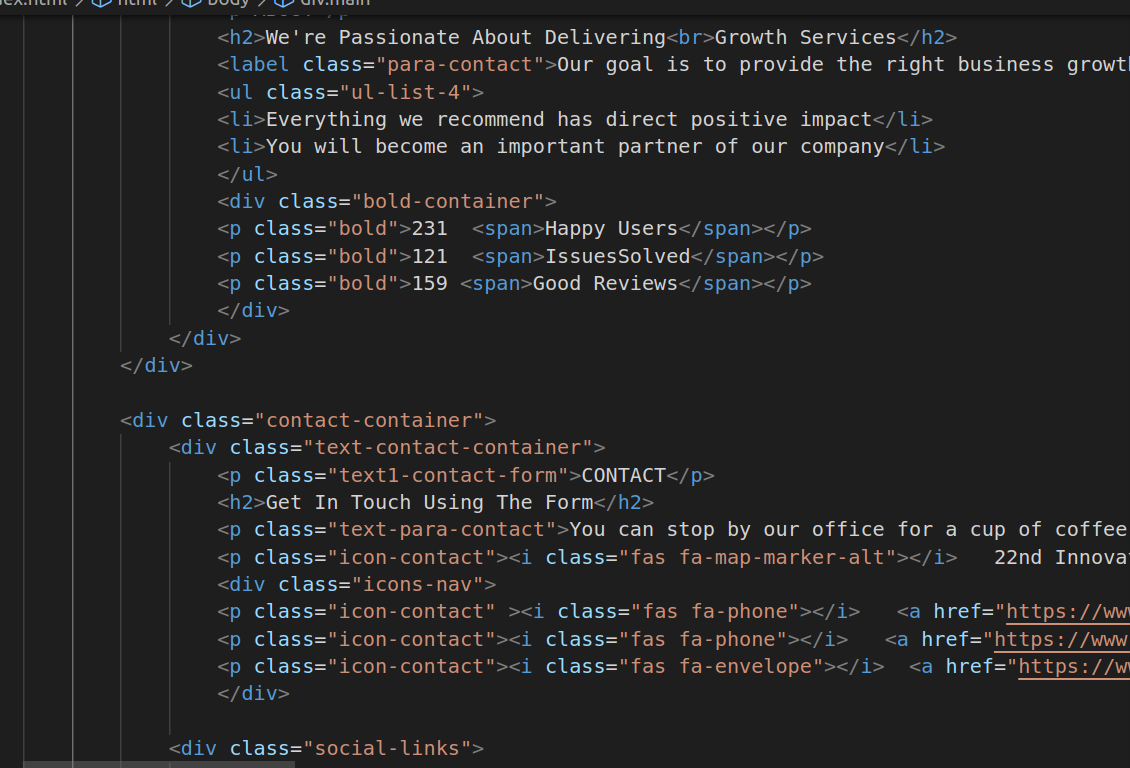 ex.html html body div.main
<h2>We're Passionate About Delivering<br>Growth Services</h2>
<label class="para-contact">Our goal is to provide the right business growth
<ul class="ul-list-4">
<li>Everything we recommend has direct positive impact</li>
<li>You will become an important partner of our company</li>
</ul>
<div class="bold-container">
<p class="bold">231  <span>Happy Users</span></p>
<p class="bold">121  <span>IssuesSolved</span></p>
<p class="bold">159 <span>Good Reviews</span></p>
</div>
</div>
</div>
<div class="contact-container">
<div class="text-contact-container">
<p class="text1-contact-form">CONTACT</p>
<h2>Get In Touch Using The Form</h2>
<p class="text-para-contact">You can stop by our office for a cup of coffee
<p class="icon-contact"><i class="fas fa-map-marker-alt"></i>   22nd Innova
<div class="icons-nav">
<p class="icon-contact" ><i class="fas fa-phone"></i>   <a href="https://ww
<p class="icon-contact"><i class="fas fa-phone"></i>   <a href="https://www
<p class="icon-contact"><i class="fas fa-envelope"></i>  <a href="https://w
</div>
<div class="social-links">